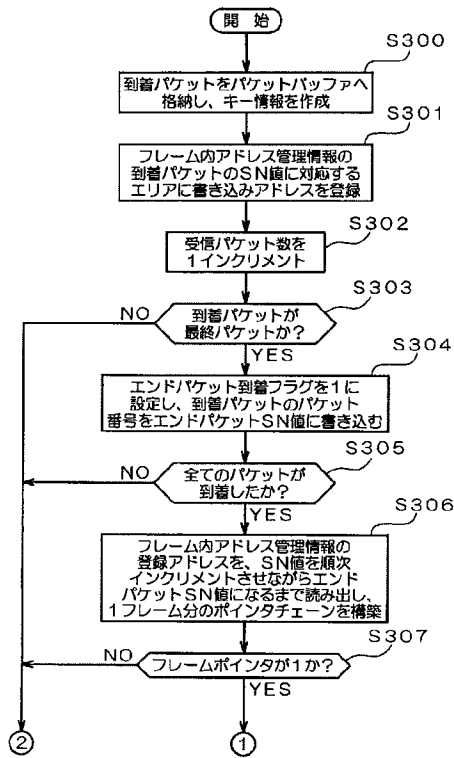 開始
S300
到着パケットをパケットバッファへ
格納し、キー情報を作成
S301
フレーム内アドレス管理情報の
到着パケットのSN値に対応する
エリアに書き込みアドレスを登録
S302
受信パケット数を
1インクリメント
S303
到着パケットが
最終パケットか?
NO
YES
S304
エンドパケット到着フラグを1に
設定し、到着パケットのパケット
番号をエンドパケットSN値に書き込む
S305
全てのパケットが
到着したか?
NO
YES
S306
フレーム内アドレス管理情報の
登録アドレスを、SN値を順次
インクリメントさせながらエンド
パケットSN値になるまで読み出し、
1フレーム分のポインタチェーンを構築
S307
フレームポインタが1か?
NO
YES
②
①